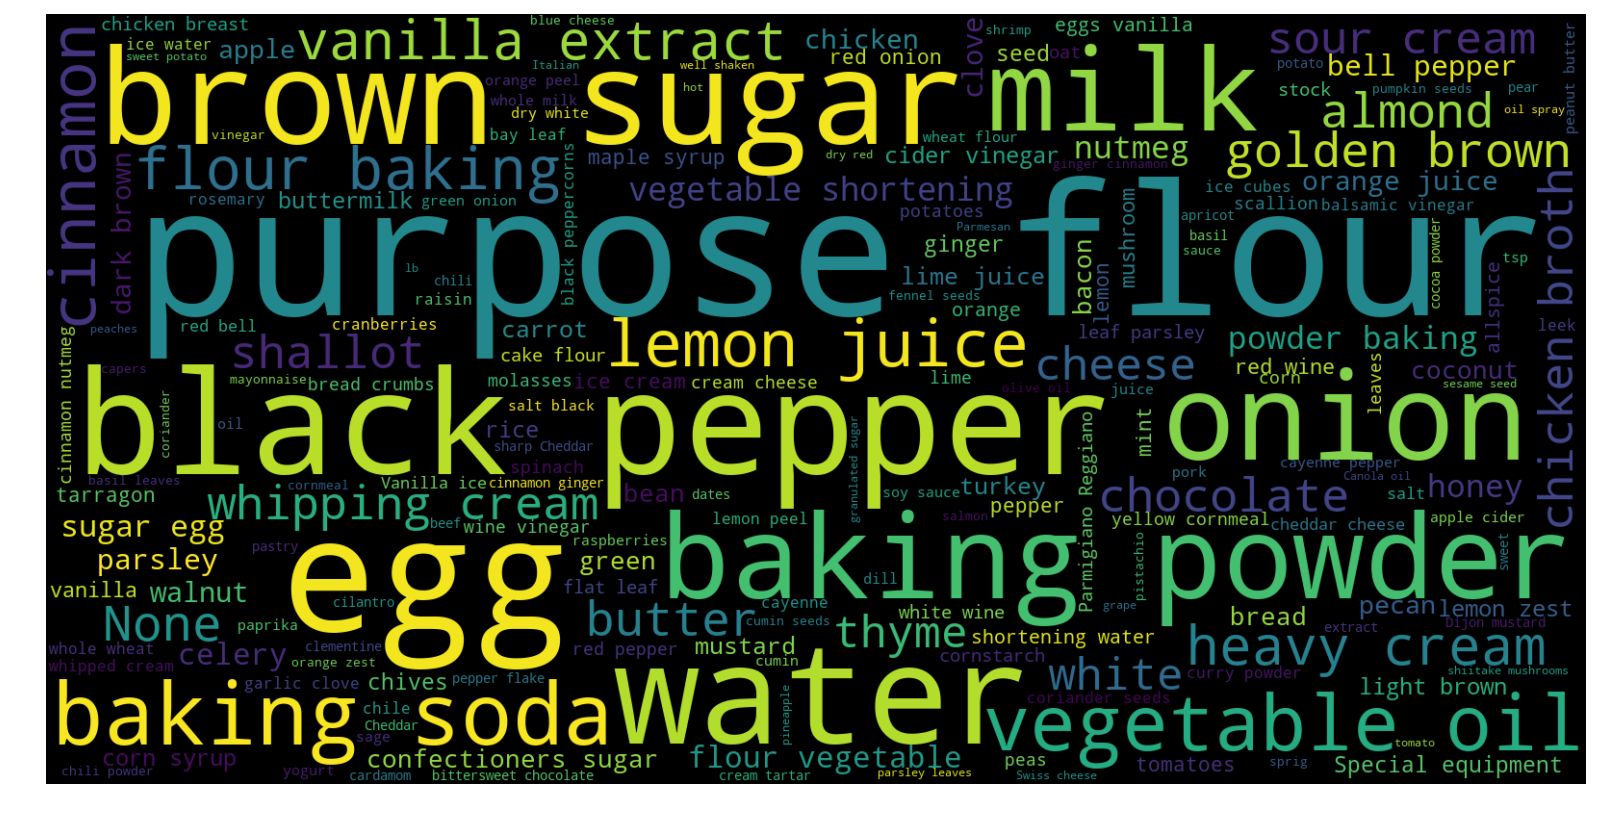 cinnamon
chicken breast
ice water
sweet potato
apple
vanilla extract
blue cheese
Italian
chicken
red onion
well shaken
hot
clove
shrimp
seed
oat
eggs vanilla
sour cream
potato
bell pepper
peanut butter
brown sugar
orange peel
whole milk
dry white
bay leaf
vinegar
milk
stock
pumpkin seeds
pear
almond
oil spray
wheat flour
dark brown
flour baking
black peppercorns
maple syrup
dry red
cider vinegar
nutmeg
ginger cinnamon
golden brown
rosemary
buttermilk
green onion
vegetable shortening
potatoes
Parmesan
mushroom
ice cubes
orange juice
scallion
balsamic vinegar
apricot
basil
sauce
cocoa powder
tsp
chicken broth
purpose flour
lb
chili
raisin
ginger
lime juice
fennel seeds
orange
bacon
lemon
allspice
peaches
red bell
cranberries
carrot
cake flour
lemon juice
leaf parsley
powder baking
leek
cinnamon nutmeg
shallot
capers
mayonnaise
bread crumbs
molasses
ice cream
cream cheese
lime
olive oil
cheese
juice
red wine
corn
leaves
coconut
sesame seed
black pepper
coriander
oil
salt black
rice
sharp Cheddar
spinach
granulated sugar
Parmigiano Reggiano
mint
onion
basil leaves
cornmeal
Vanilla ice
cinnamon ginger
bean
dates
soy sauce
turkey
pepper
pork
cayenne pepper
Canola oil
chocolate
salt
honey
tarragon
whipping cream
beef
wine vinegar
lemon peel
salmon
yellow cornmeal
cheddar cheese
apple cider
sugar egg
parsley
pastry
egg
raspberries
green
flat leaf
baking powder
dill
pistachio
sweet
vanilla
walnut
cilantro
None
paprika
butter
cayenne
cumin seeds
white wine
grape
bread
pecan
lemon zest
Dijon mustard
extract
whole wheat
whipped cream
celery
clementine
orange zest
red pepper
mustard
cumin
thyme
shortening water
cornstarch
white
heavy cream
curry powder
shiitake mushrooms
garlic clove
chives
pepper flake
baking soda
chile
Cheddar
sage
water
pineapple
coriander seeds
light brown
vegetable oil
tomato
corn syrup
confectioners sugar
flour vegetable
peas
tomatoes
sprig
Special equipment
chili powder
yogurt
cardamom
bittersweet chocolate
cream tartar
parsley leaves
Swiss cheese